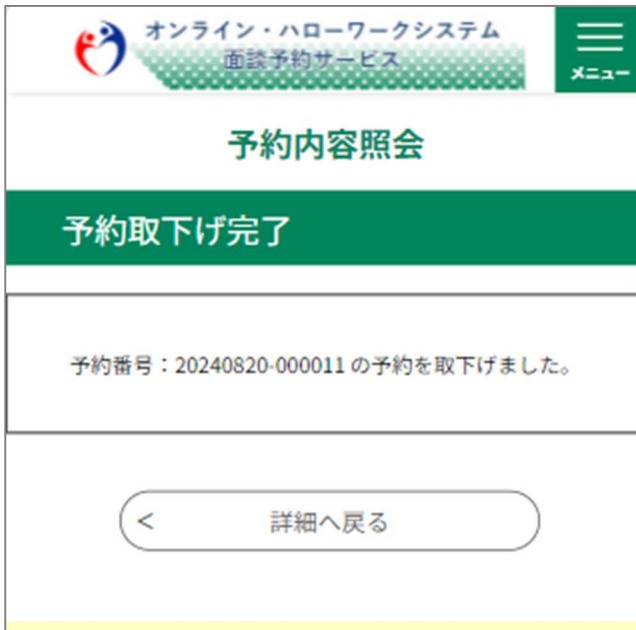 オンライン・ハローワークシステム
面談予約サービス
メニュー
予約内容照会
予約取下げ完了
予約番号：20240820-000011 の予約を取下げました。
< 詳細へ戻る